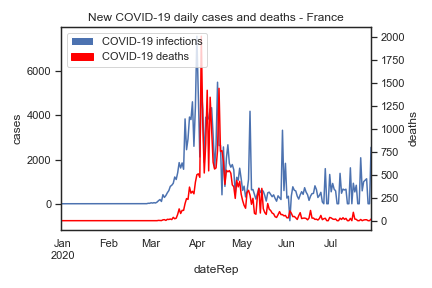 New COVID-19 daily cases and deaths - France
COVID-19 infections
COVID-19 deaths
6000
4000
2000
0
cases
2000
1750
1500
1250
1000
750
500
250
0
deaths
Jan Feb Mar Apr May Jun Jul
2020
dateRep